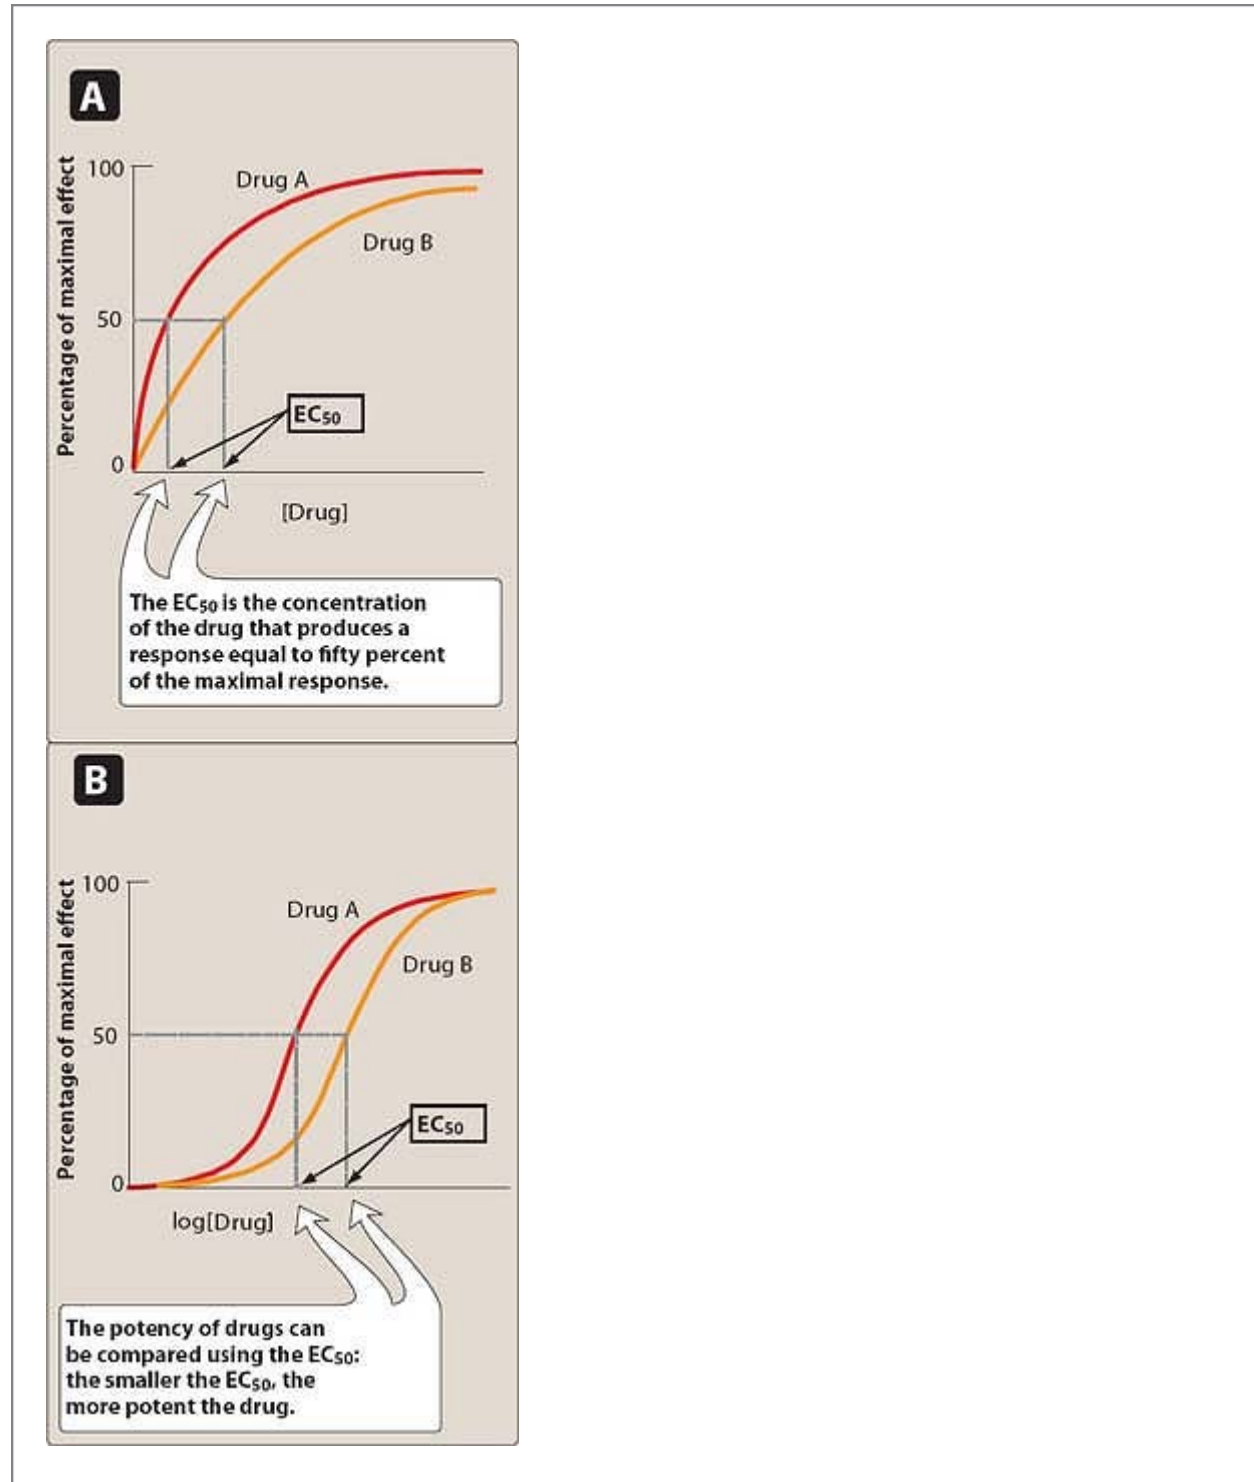 A
Percentage of maximal effect
100
50
0
Drug A
Drug B
EC50
[Drug]
The EC50 is the concentration
of the drug that produces a
response equal to fifty percent
of the maximal response.
B
Percentage of maximal effect
100
50
0
Drug A
Drug B
EC50
log[Drug]
The potency of drugs can
be compared using the EC50:
the smaller the EC50, the
more potent the drug.